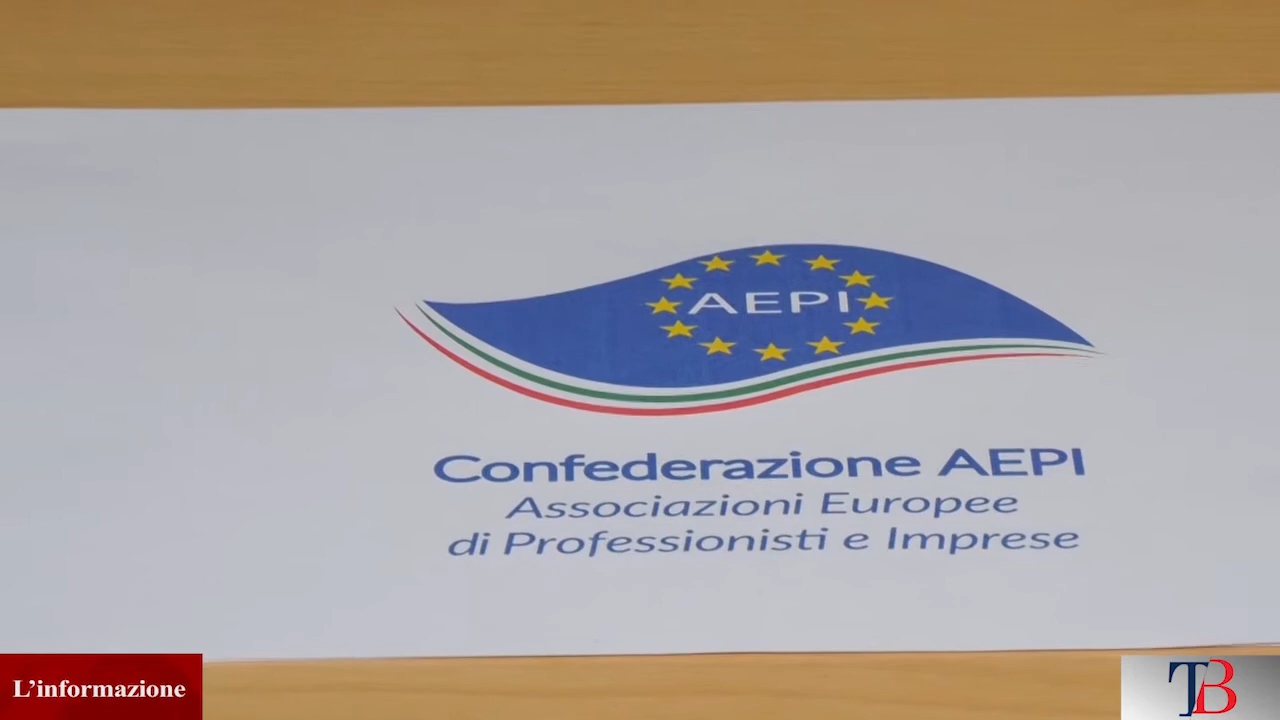 AEPI
Confederazione AEPI
Associazioni Europee
di Professionisti e Imprese
L'informazione
TB